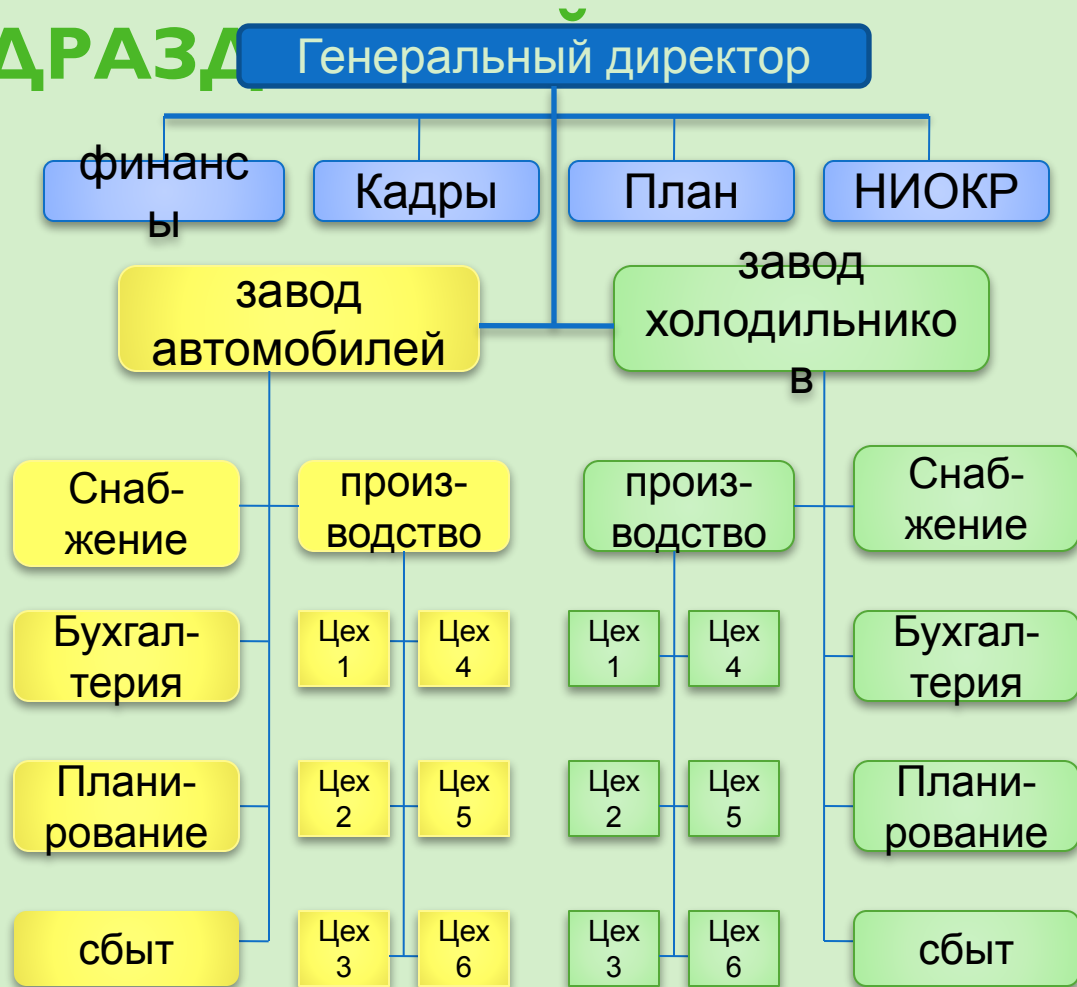 Генеральный директор
финанс
ы
Кадры
План
НИОКР
завод
автомобилей
завод
холодильнико
в
Снаб-
жение
произ-
водство
произ-
водство
Снаб-
жение
Бухгал-
терия
Цех
1
Цех
4
Цех
1
Цех
4
Бухгал-
терия
Плани-
рование
Цех
2
Цех
5
Цех
2
Цех
5
Плани-
рование
сбыт
Цех
3
Цех
6
Цех
3
Цех
6
сбыт